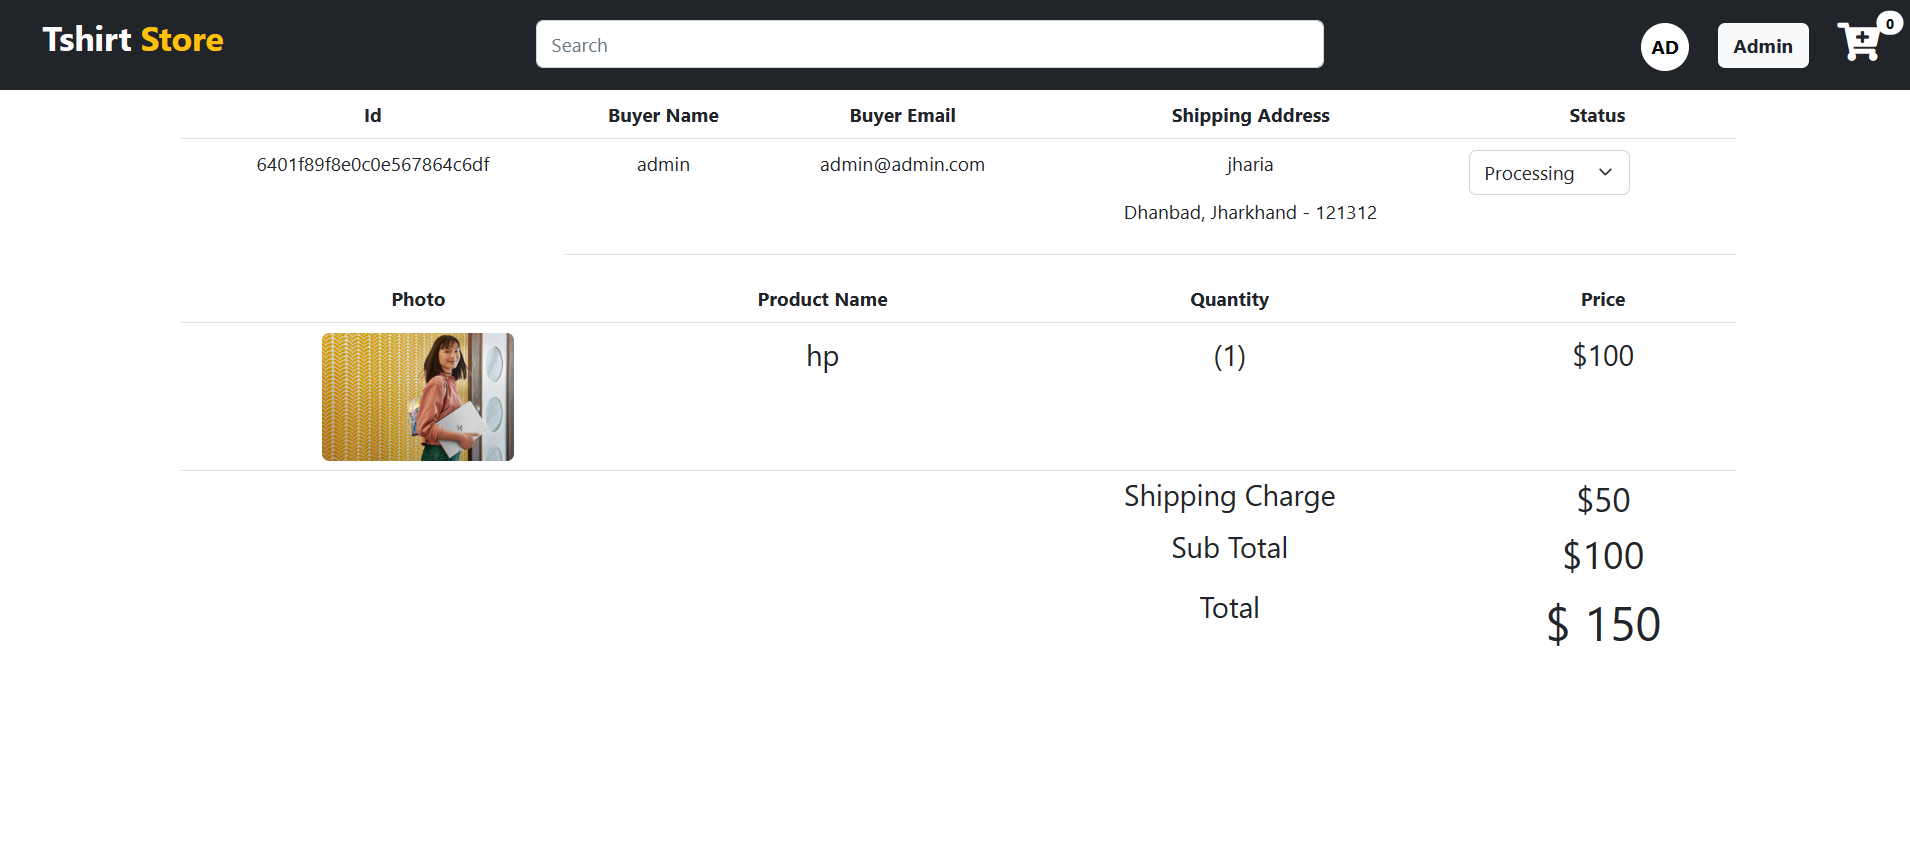 Tshirt Store
Search
AD
Admin
0
Id Buyer Name Buyer Email Shipping Address Status
6401f89f8e0c0e567864c6df admin admin@admin.com jharia Processing
Dhanbad, Jharkhand - 121312
Photo Product Name Quantity Price
hp (1) $100
Shipping Charge $50
Sub Total $100
Total $ 150